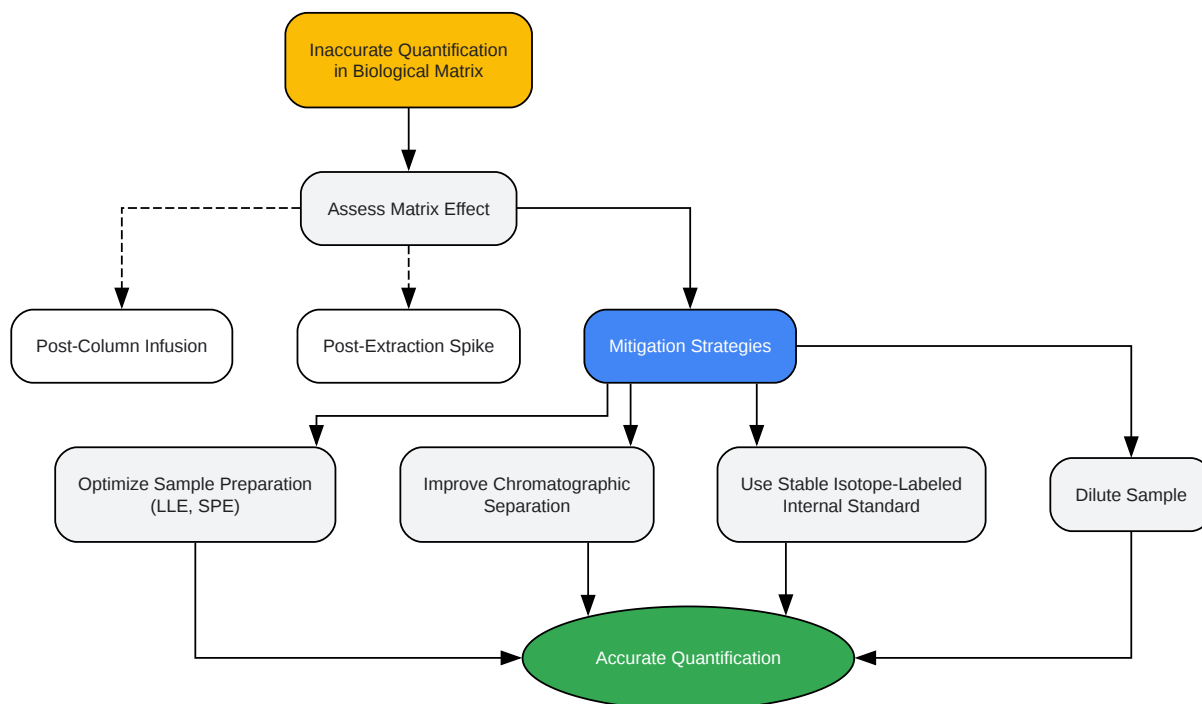 Inaccurate Quantification
in Biological Matrix
Assess Matrix Effect
Post-Column Infusion
Post-Extraction Spike
Mitigation Strategies
Optimize Sample Preparation
(LLE, SPE)
Improve Chromatographic
Separation
Use Stable Isotope-Labeled
Internal Standard
Dilute Sample
Accurate Quantification